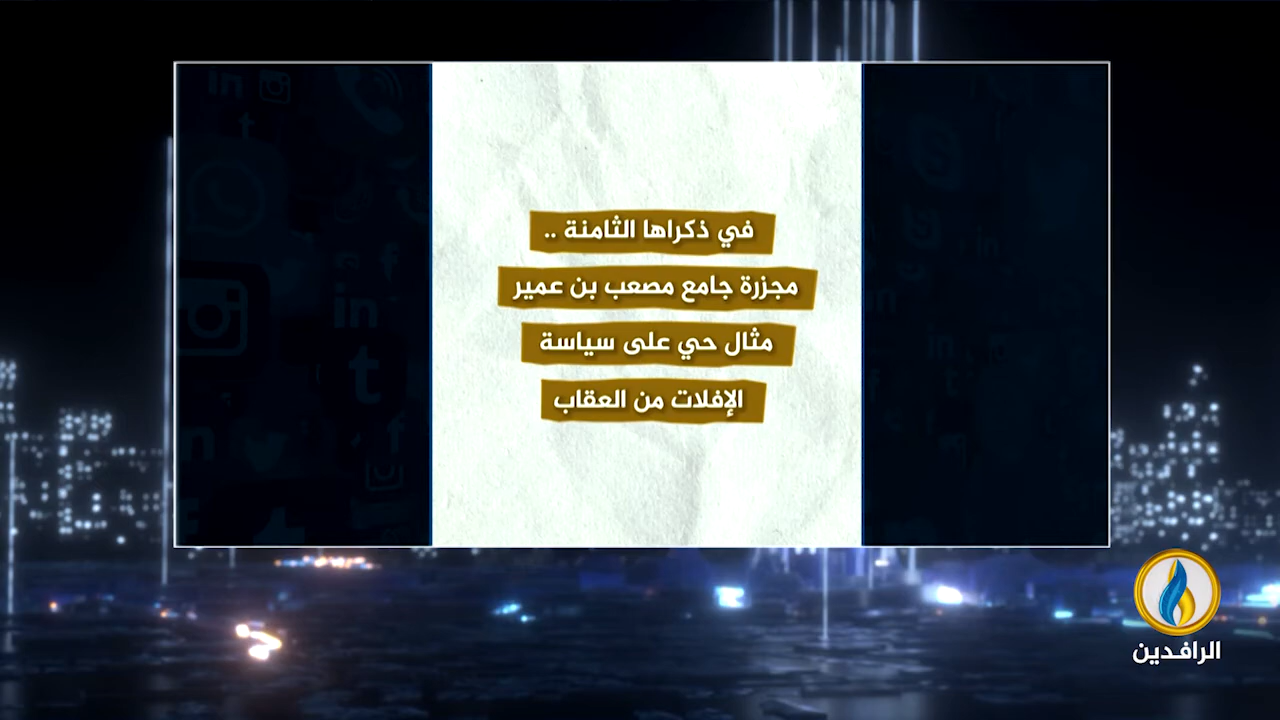 في ذكراها الثامنة ..
مجزرة جامع مصعب بن عمير
مثال حي على سياسة
الإفلات من العقاب
الرافدين